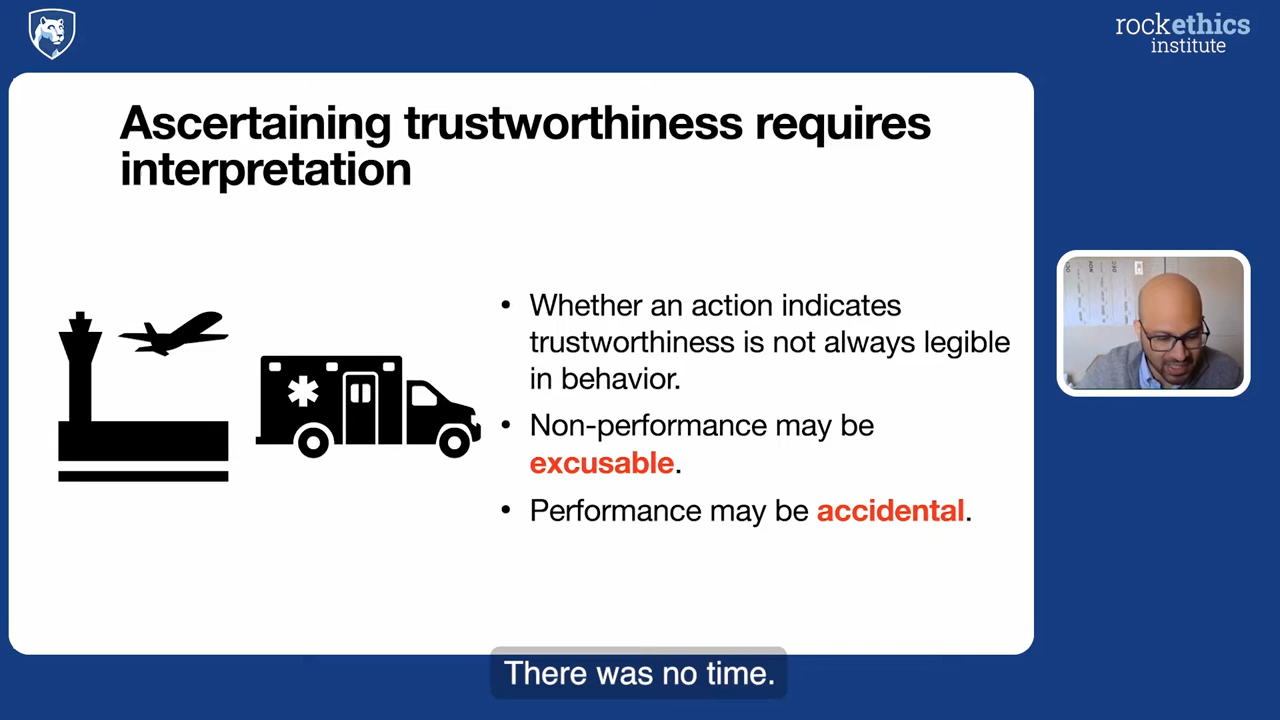 rockethics
institute
Ascertaining trustworthiness requires
interpretation
• Whether an action indicates
trustworthiness is not always legible
in behavior.
• Non-performance may be
excusable.
• Performance may be accidental.
There was no time.